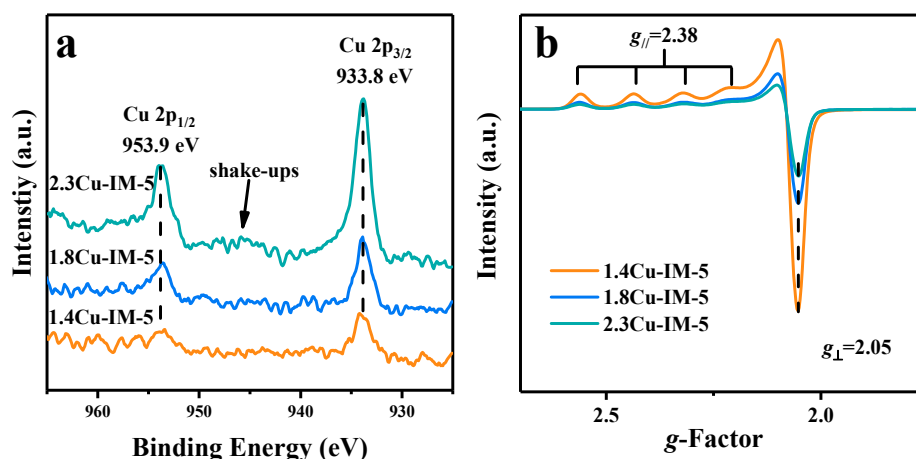 a
Cu 2p3/2
933.8 eV
Cu 2p1/2
953.9 eV
shake-ups
2.3Cu-IM-5
1.8Cu-IM-5
1.4Cu-IM-5
Intenstiy (a.u.)
960 950 940 930
Binding Energy (eV)
b
g//=2.38
Intensity (a.u.)
1.4Cu-IM-5
1.8Cu-IM-5
2.3Cu-IM-5
g⊥=2.05
2.5 2.0
g-Factor